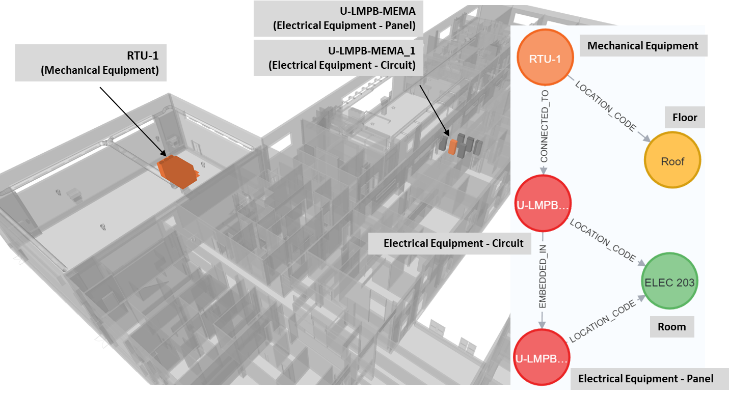 U-LMPB-MEMA
(Electrical Equipment - Panel)
U-LMPB-MEMA_1
(Electrical Equipment - Circuit)
RTU-1
(Mechanical Equipment)
RTU-1
Mechanical Equipment
LOCATION_CODE
CONNECTED_TO
Floor
Roof
U-LMPB...
Electrical Equipment - Circuit
LOCATION_CODE
EMBEDDED_IN
ELEC 203
LOCATION_CODE
Room
U-LMPB...
Electrical Equipment - Panel